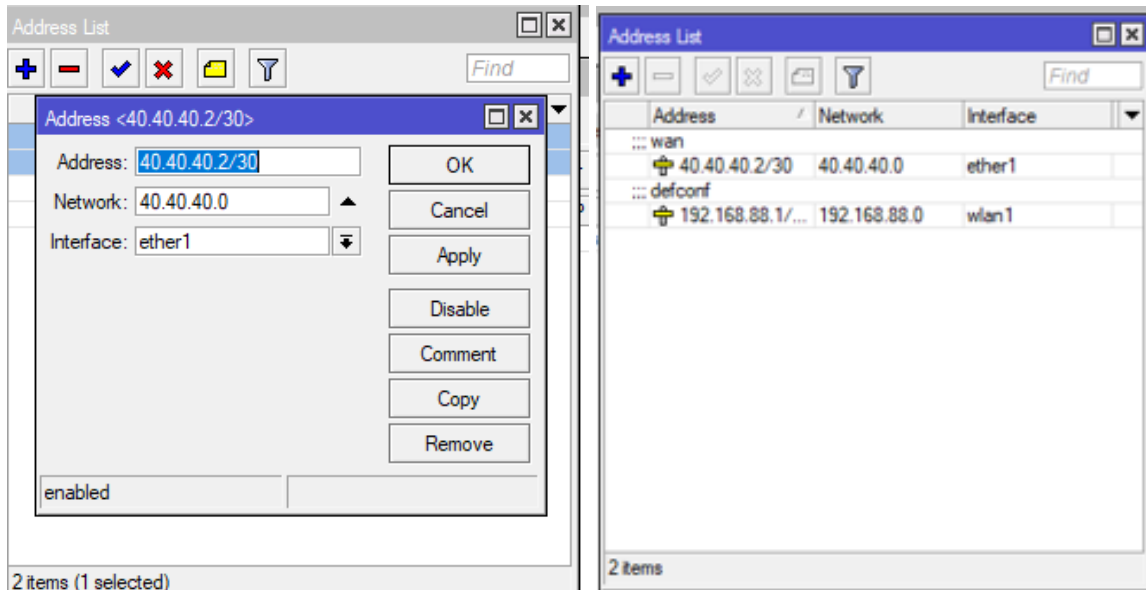 Address List
Find
Address <40.40.40.2/30>
Address: 40.40.40.2/30
Network: 40.40.40.0
Interface: ether1
OK
Cancel
Apply
Disable
Comment
Copy
Remove
enabled
2 items (1 selected)
Address List
Find
Address Network Interface
::: wan
40.40.40.2/30 40.40.40.0 ether1
::: defconf
192.168.88.1/... 192.168.88.0 wlan1
2 items